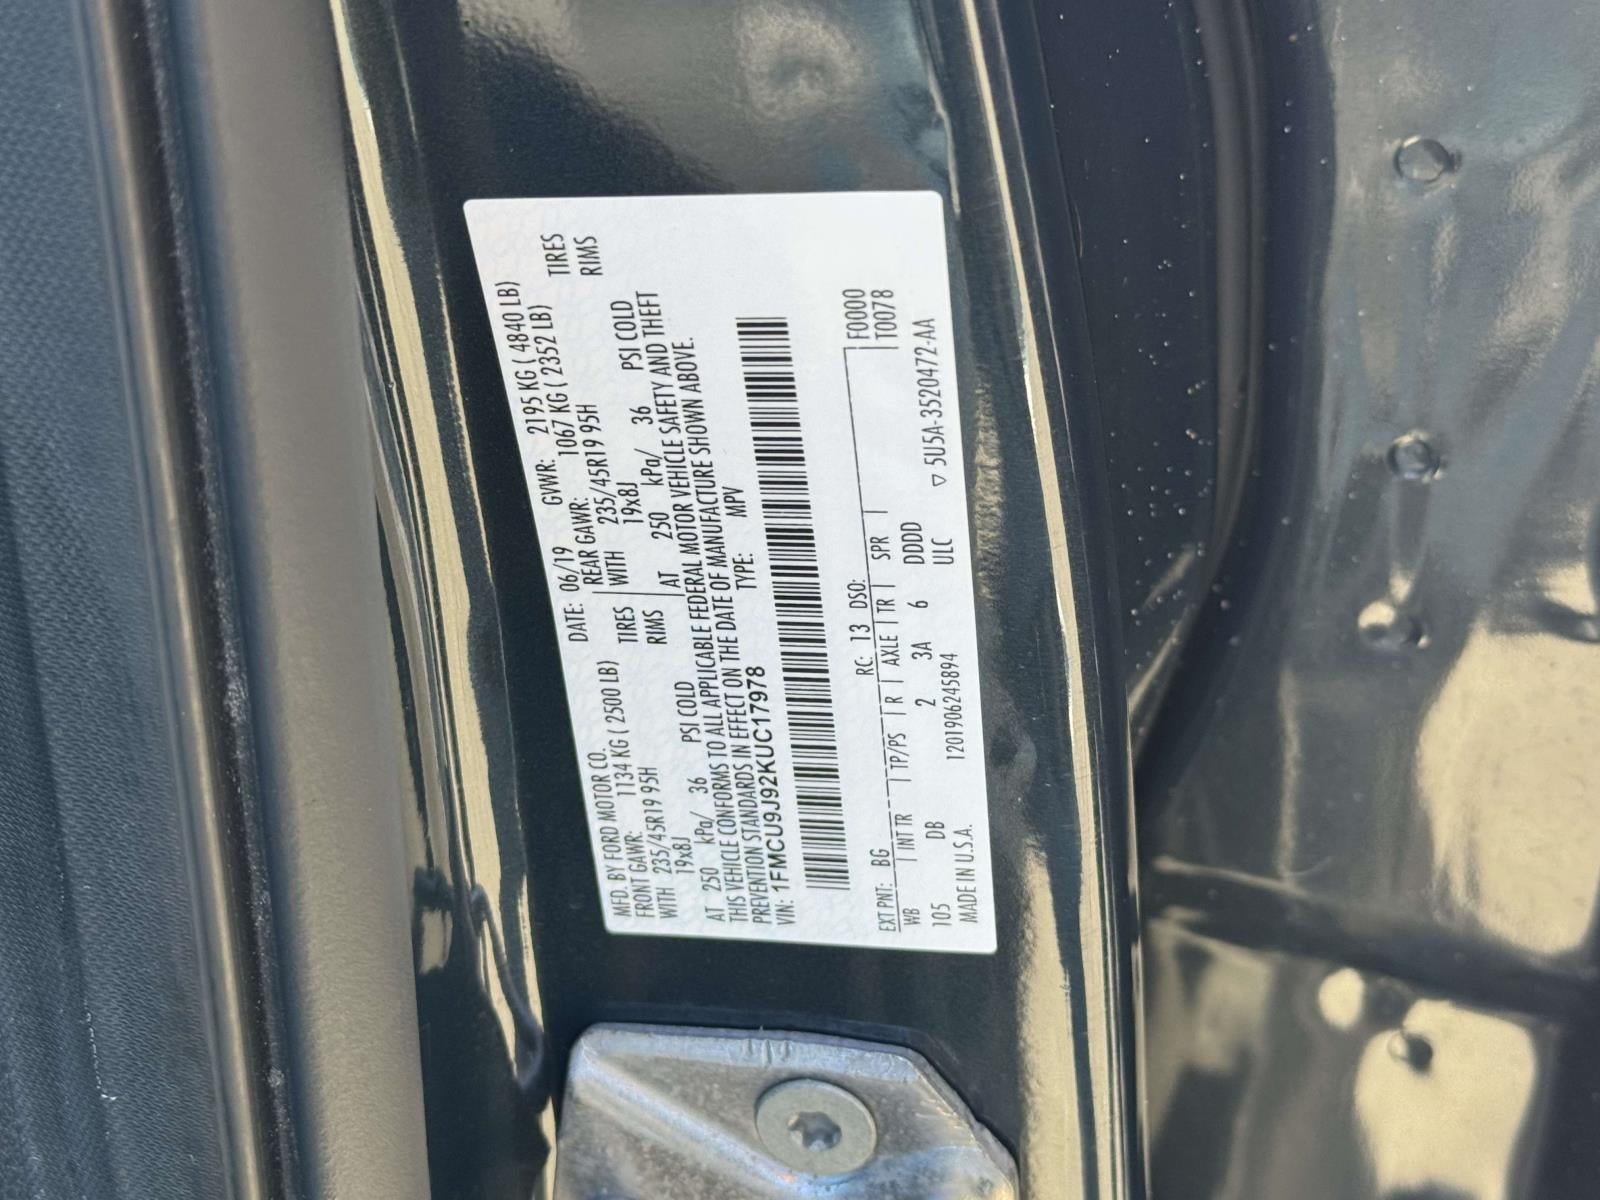 MFD. BY FORD MOTOR CO. DATE: 06/19 GVWR: 2195 KG ( 4840 LB)
FRONT GAWR: 1134 KG ( 2500 LB) REAR GAWR: 1067 KG ( 2352 LB)
WITH 235/45R19 95H TIRES WITH 235/45R19 95H TIRES
19x8J RIMS 19x8J RIMS
AT 250 kPa/ 36 PSI COLD AT 250 kPa/ 36 PSI COLD
THIS VEHICLE CONFORMS TO ALL APPLICABLE FEDERAL MOTOR VEHICLE SAFETY AND THEFT
PREVENTION STANDARDS IN EFFECT ON THE DATE OF MANUFACTURE SHOWN ABOVE.
VIN: 1FMCU9J92KUC17978 TYPE: MPV
F0000
EXT PNT: BG RC: 13 DSO: T0078
WB INT TR TP/PS R AXLE TR SPR
105 DB 2 3A 6 DDDD
MADE IN U.S.A. 1201906245894 ULC ▽ 5U5A-3520472-AA